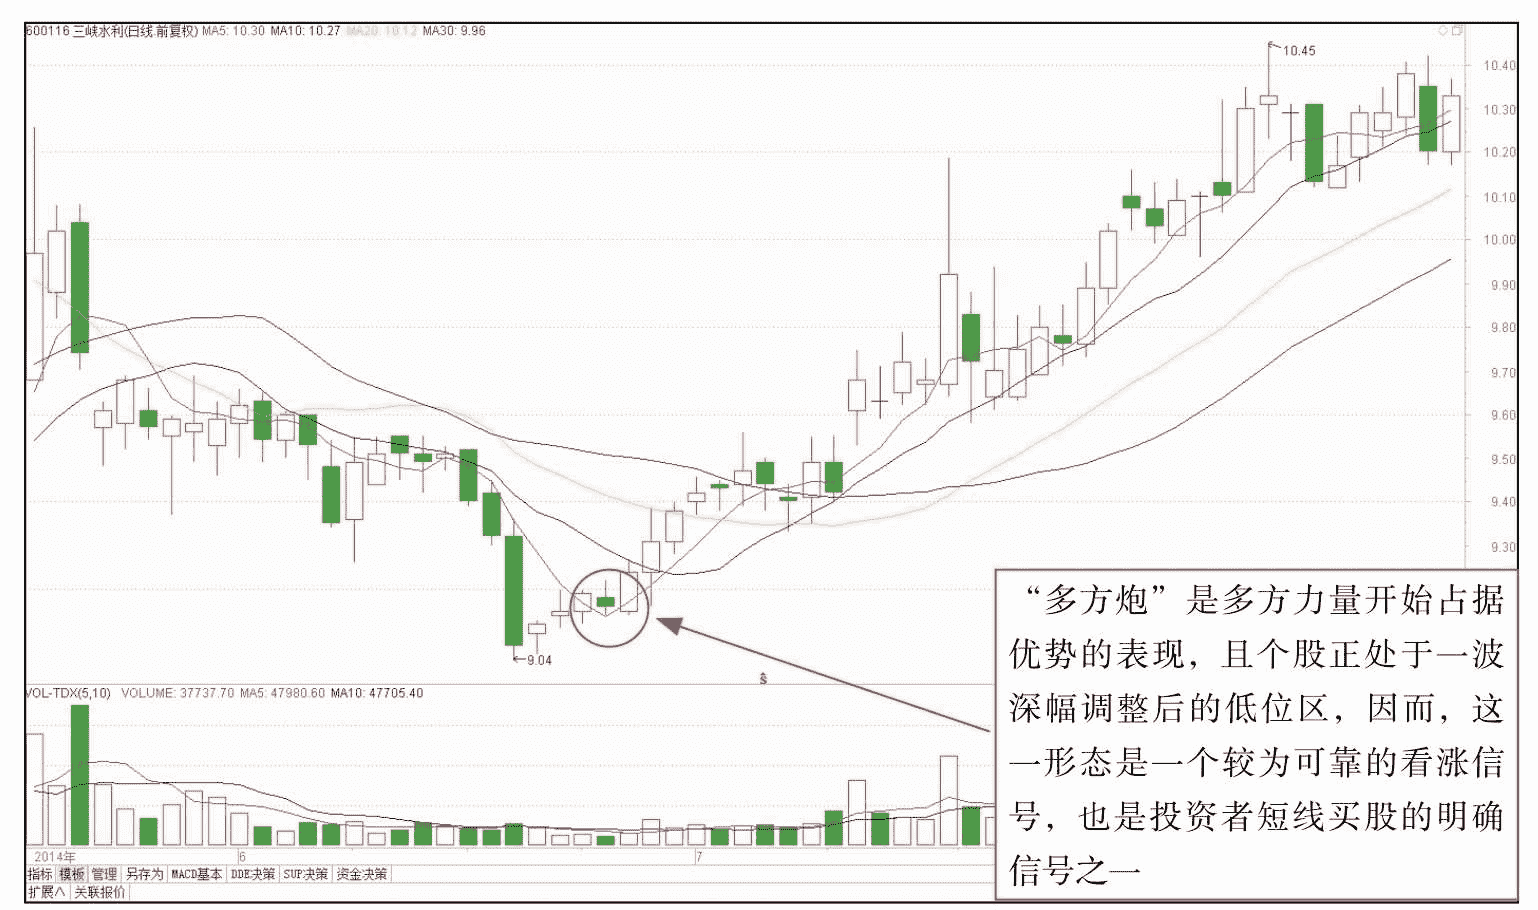 600116 三峡水利(日线.前复权) MA5: 10.30 MA10: 10.27 MA20: 10.12 MA30: 9.96
10.45
10.40
10.30
10.20
10.10
10.00
9.90
9.80
9.70
9.60
9.50
9.40
9.30
9.04
“多方炮”是多方力量开始占据
优势的表现，且个股正处于一波
深幅调整后的低位区，因而，这
一形态是一个较为可靠的看涨信
号，也是投资者短线买股的明确
信号之一
VOL-TDX(5,10) VOLUME: 37737.70 MA5: 47980.60 MA10: 47705.40
2014年 6 7
指标 模板 管理 另存为 MACD基本 DDE决策 SUP决策 资金决策
扩展∧ 关联报价